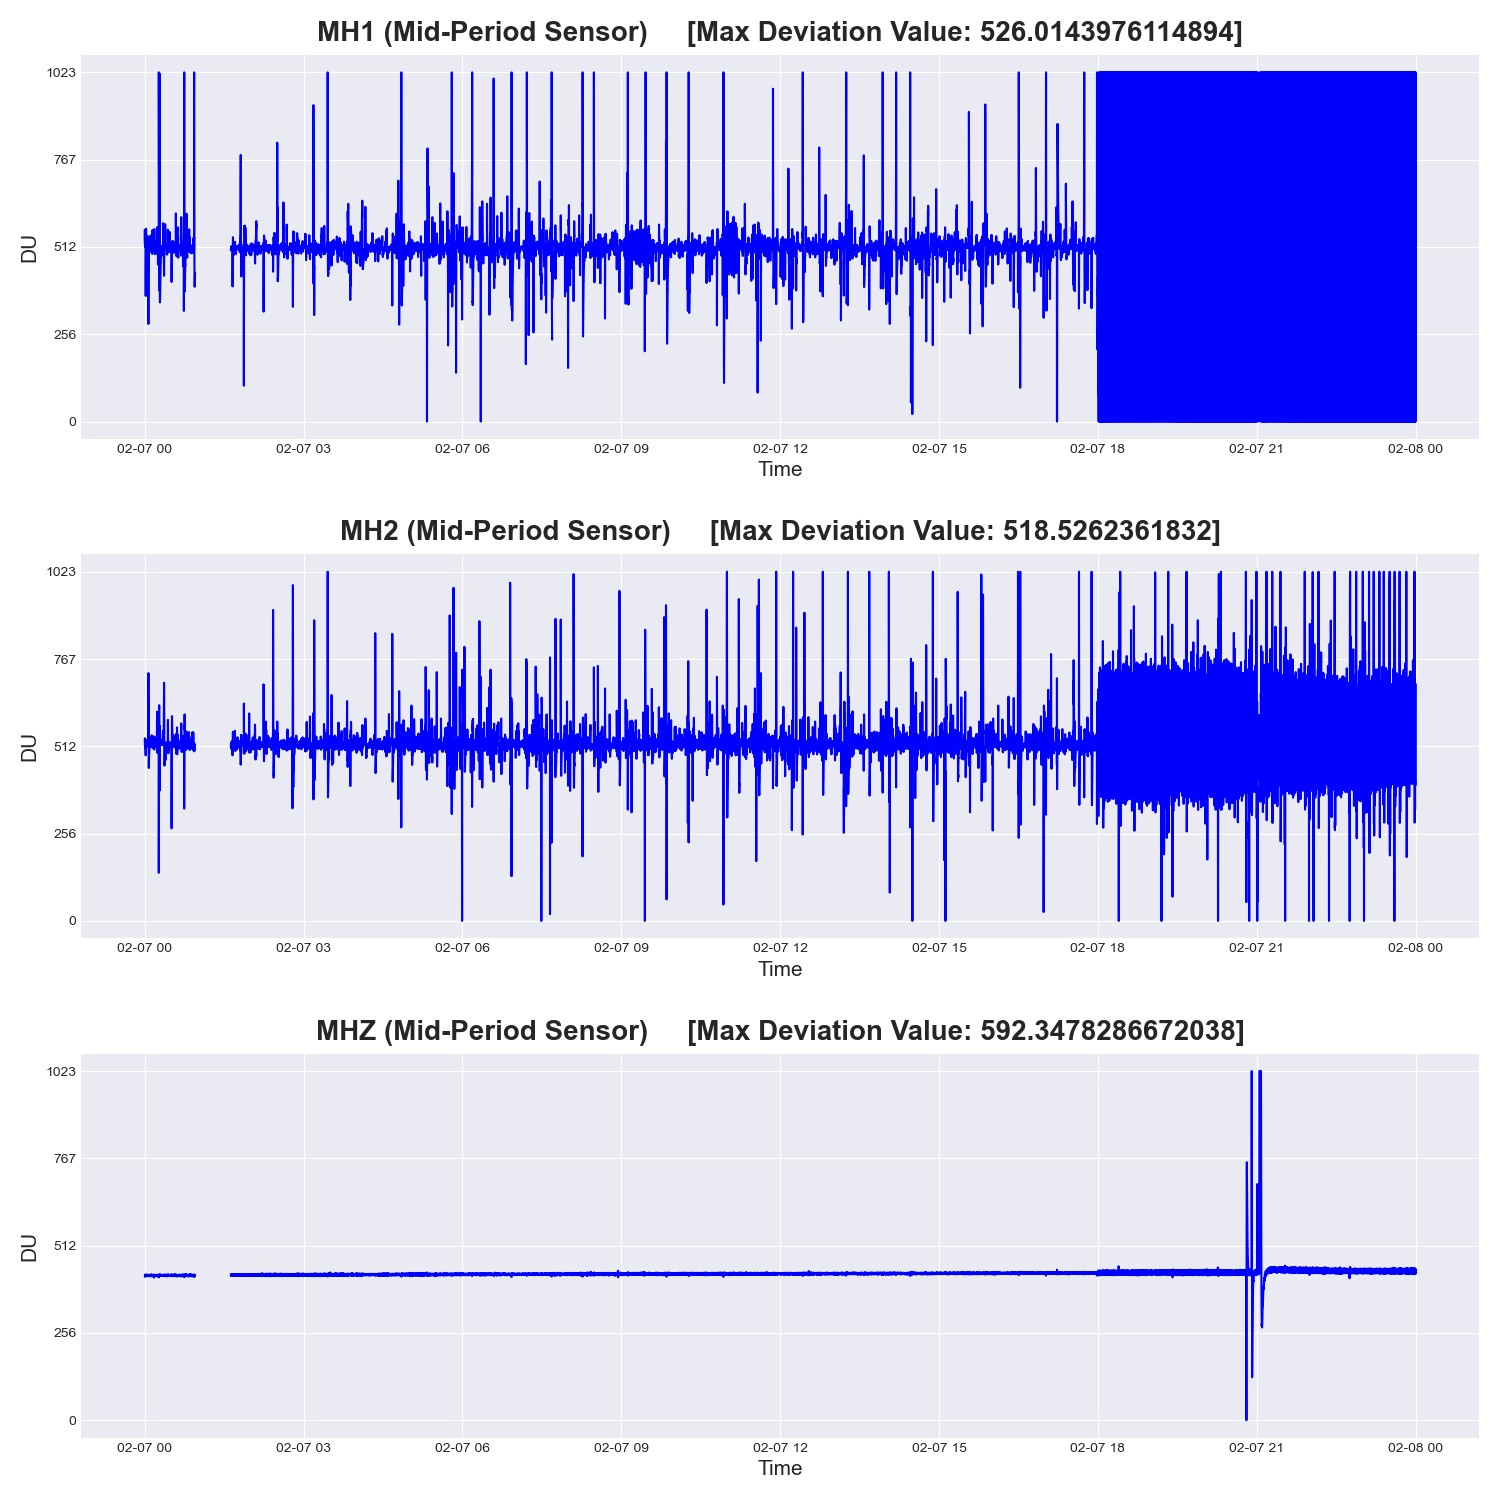 MH1 (Mid-Period Sensor) [Max Deviation Value: 526.0143976114894]
1023
767
512
256
0
DU
02-07 00 02-07 03 02-07 06 02-07 09 02-07 12 02-07 15 02-07 18 02-07 21 02-08 00
Time
MH2 (Mid-Period Sensor) [Max Deviation Value: 518.5262361832]
1023
767
512
256
0
DU
02-07 00 02-07 03 02-07 06 02-07 09 02-07 12 02-07 15 02-07 18 02-07 21 02-08 00
Time
MHZ (Mid-Period Sensor) [Max Deviation Value: 592.3478286672038]
1023
767
512
256
0
DU
02-07 00 02-07 03 02-07 06 02-07 09 02-07 12 02-07 15 02-07 18 02-07 21 02-08 00
Time